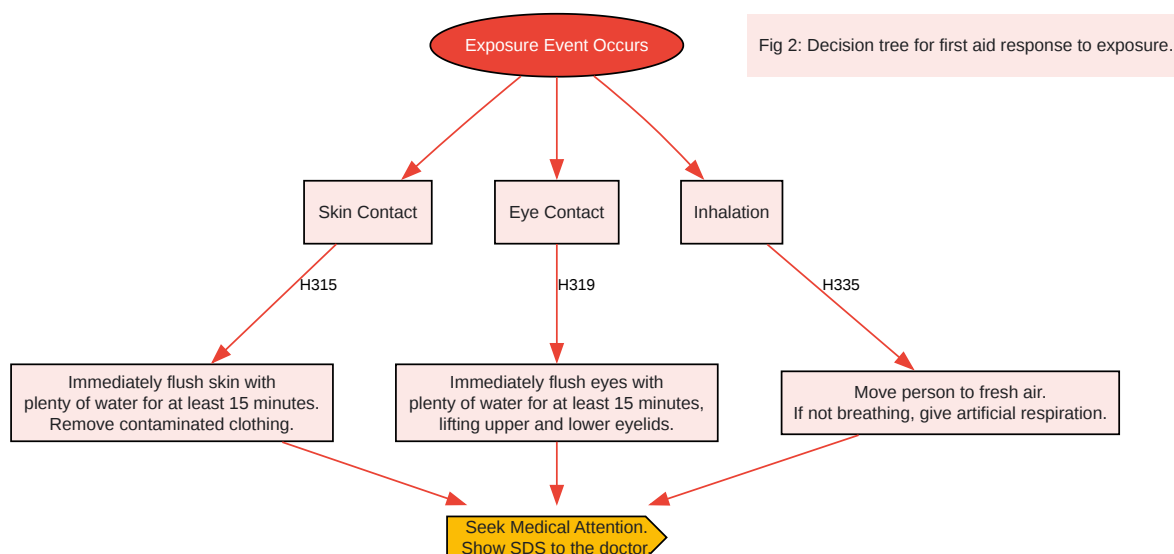 Exposure Event Occurs
Fig 2: Decision tree for first aid response to exposure.
Skin Contact
Eye Contact
Inhalation
H315
H319
H335
Immediately flush skin with
plenty of water for at least 15 minutes.
Remove contaminated clothing.
Immediately flush eyes with
plenty of water for at least 15 minutes,
lifting upper and lower eyelids.
Move person to fresh air.
If not breathing, give artificial respiration.
Seek Medical Attention.
Show SDS to the doctor